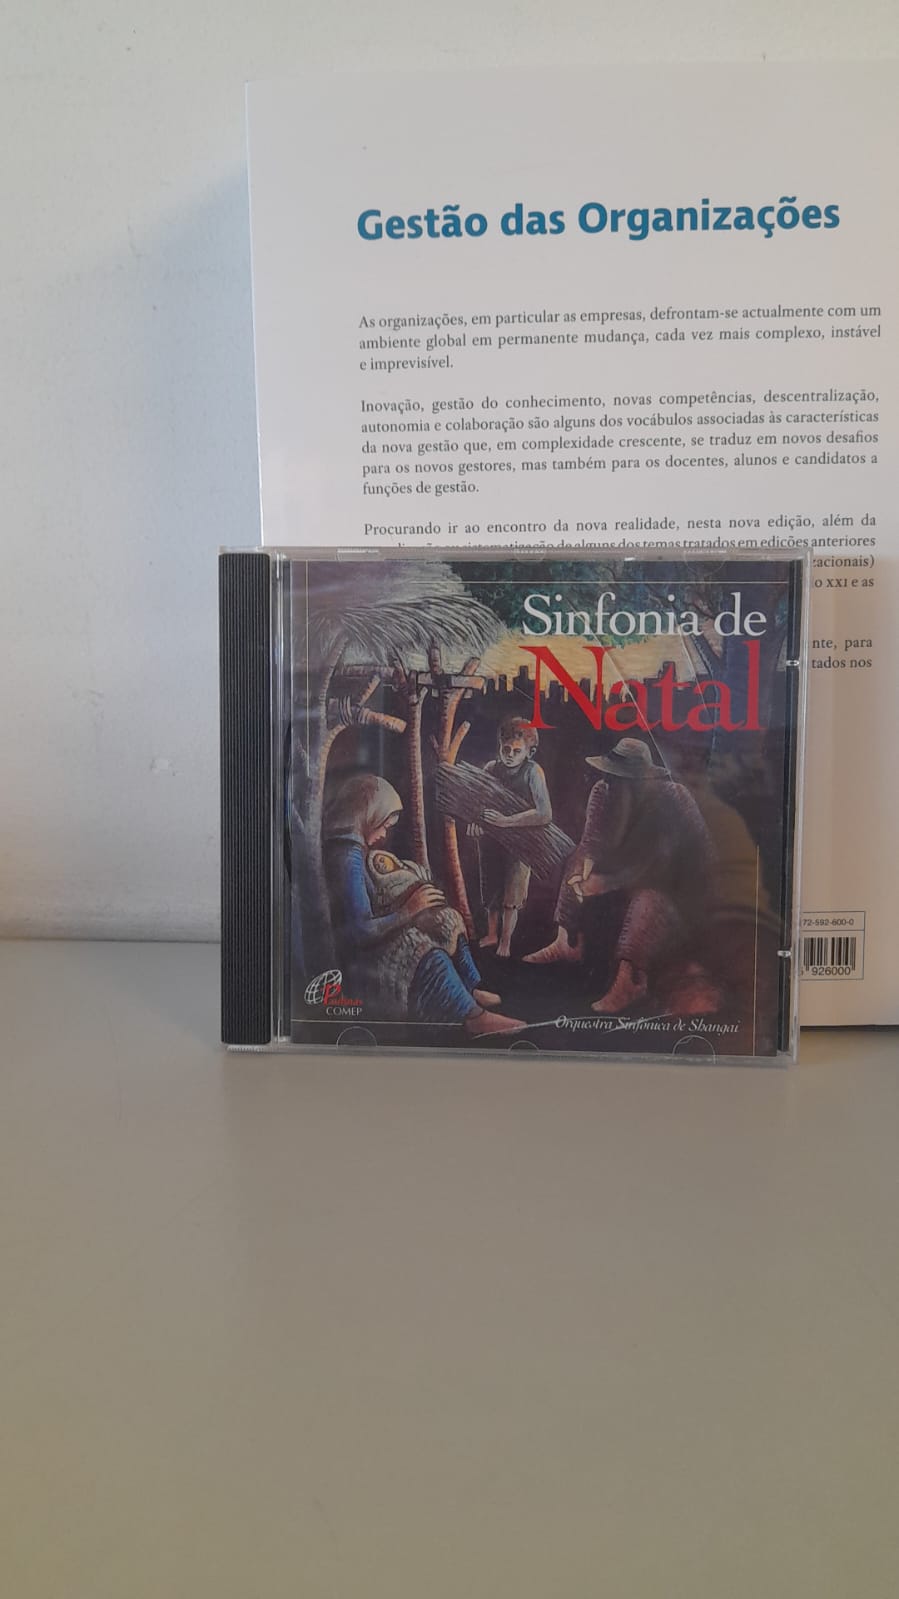 Gestão das Organizações
As organizações, em particular as empresas, defrontam-se actualmente com um
ambiente global em permanente mudança, cada vez mais complexo, instável
e imprevisível.
Inovação, gestão do conhecimento, novas competências, descentralização,
autonomia e colaboração são alguns dos vocábulos associadas às características
da nova gestão que, em complexidade crescente, se traduz em novos desafios
para os novos gestores, mas também para os docentes, alunos e candidatos a
funções de gestão.
Procurando ir ao encontro da nova realidade, nesta nova edição, além da
de alguns dos temas tratados em edições anteriores
zacionais)
o XXI e as
nte, para
tados nos
Sinfonia de
Natal
Paulinas
COMEP
Orquestra Sinfônica de Shangai
72-592-600-0
926000